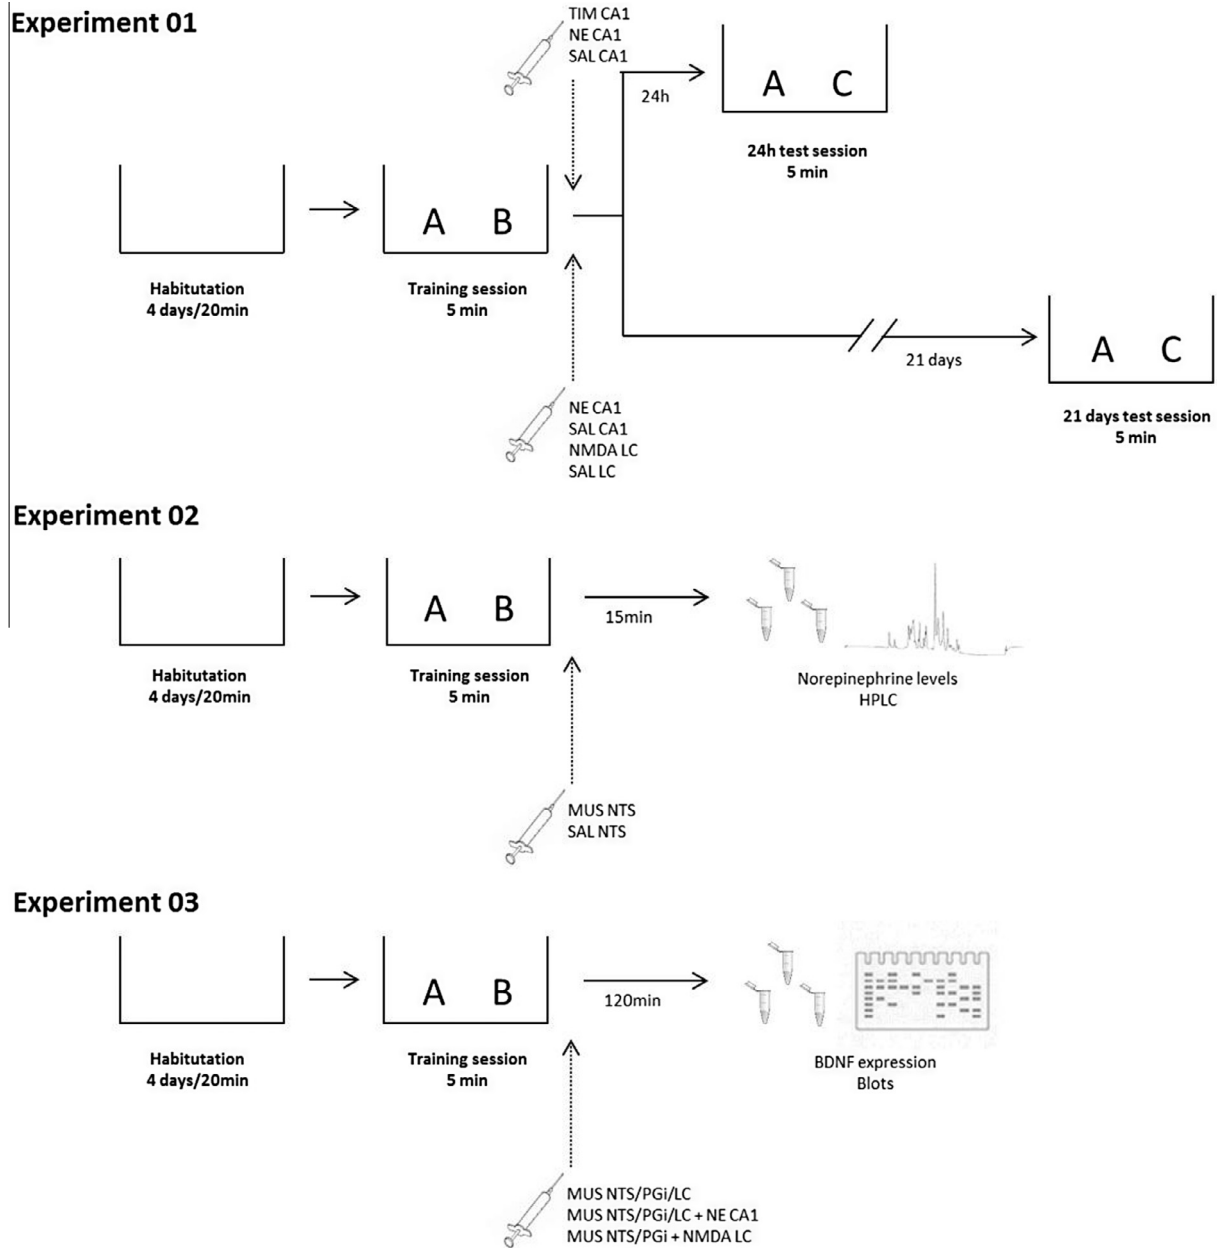 Experiment 01
TIM CA1
NE CA1
SAL CA1
24h
A C
24h test session
5 min
A B
Habitutation
4 days/20min
Training session
5 min
21 days
A C
21 days test session
5 min
NE CA1
SAL CA1
NMDA LC
SAL LC
Experiment 02
A B
15min
Habitutation
4 days/20min
Training session
5 min
Norepinephrine levels
HPLC
MUS NTS
SAL NTS
Experiment 03
A B
120min
Habitutation
4 days/20min
Training session
5 min
BDNF expression
Blots
MUS NTS/PGi/LC
MUS NTS/PGi/LC + NE CA1
MUS NTS/PGi + NMDA LC